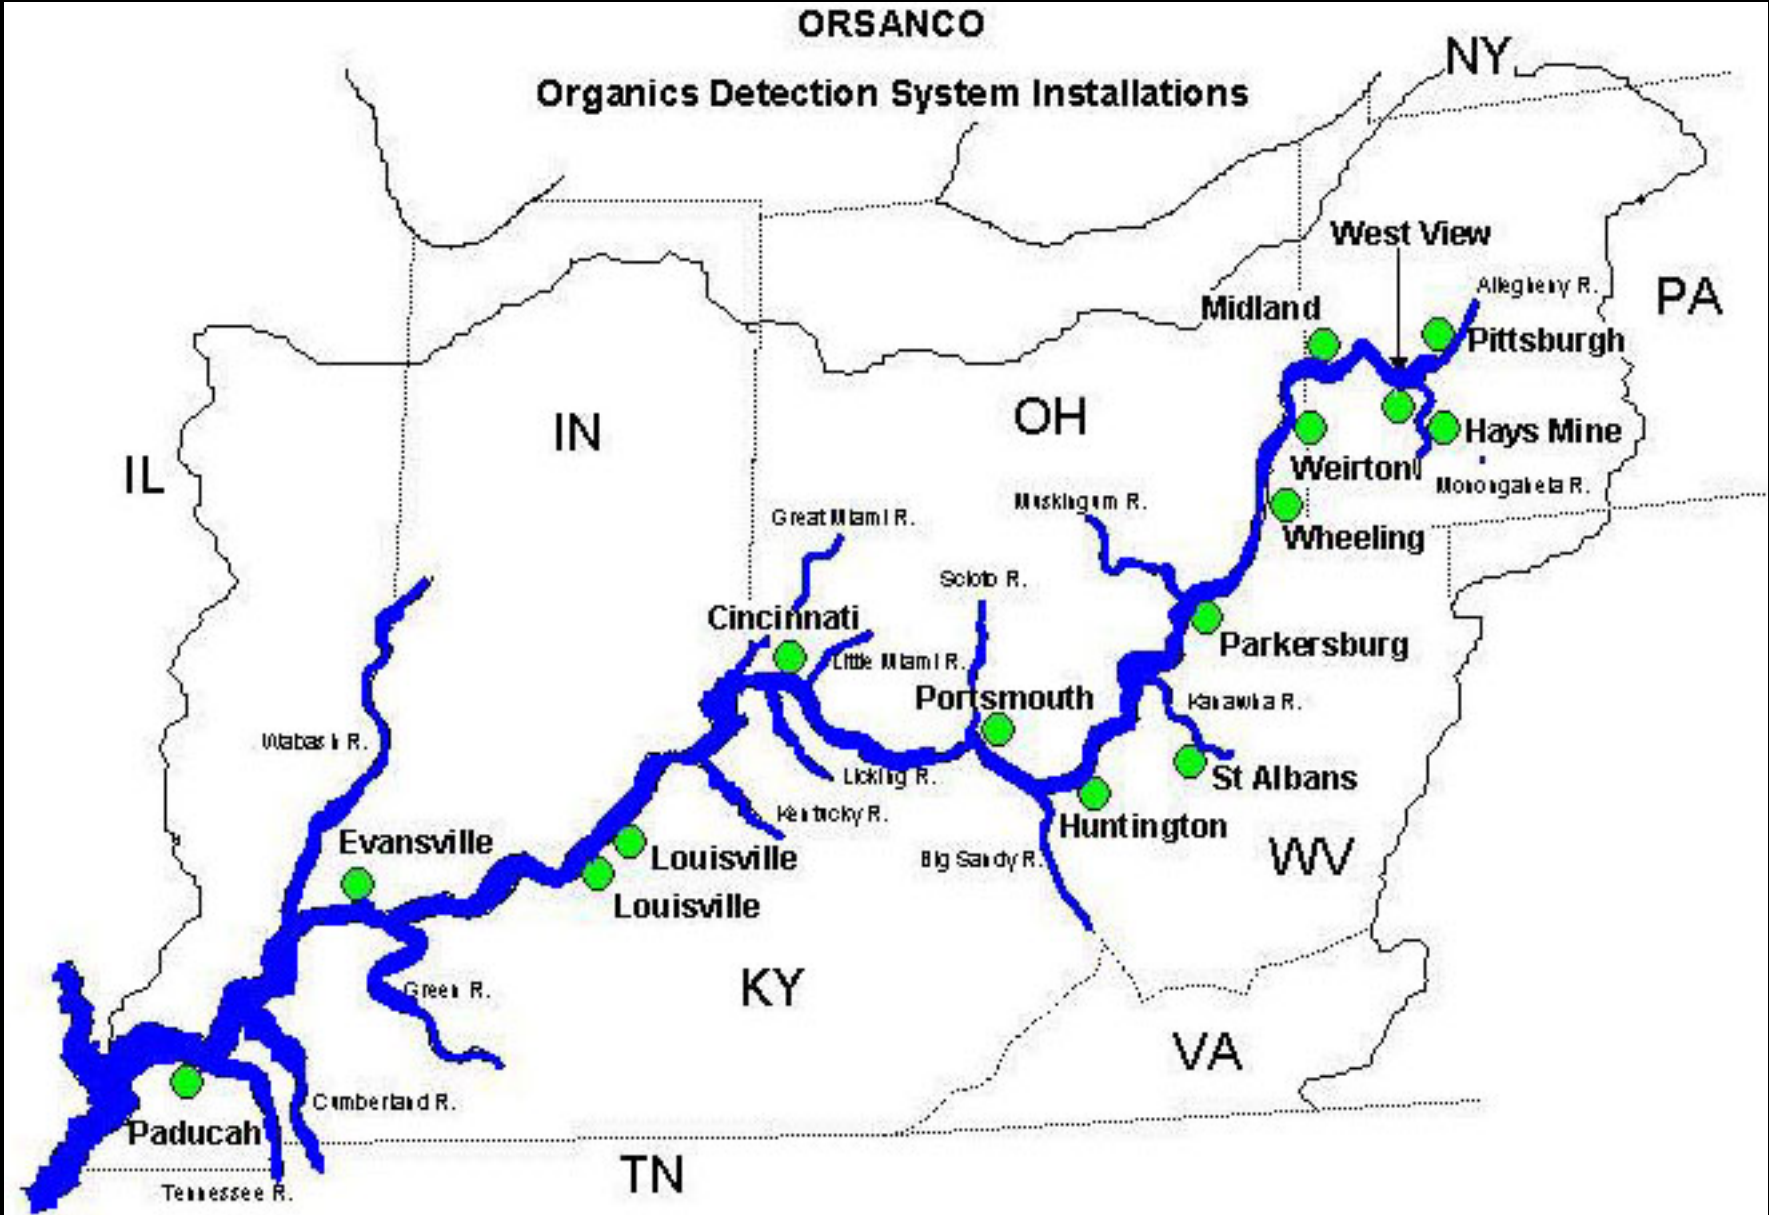 ORSANCO
NY
Organics Detection System Installations
West View
Allegheny R.
PA
Midland
Pittsburgh
OH
IN
Hays Mine
IL
Weirton
Monongahela R.
Muskingum R.
Great Miami R.
Wheeling
Scioto R.
Cincinnati
Parkersburg
Little Miami R.
Portsmouth
Kanawha R.
Wabash R.
Licking R.
St Albans
Kentucky R.
Huntington
Evansville
Louisville
Big Sandy R.
WV
Louisville
KY
Green R.
VA
Cumberland R.
Paducah
TN
Tennessee R.